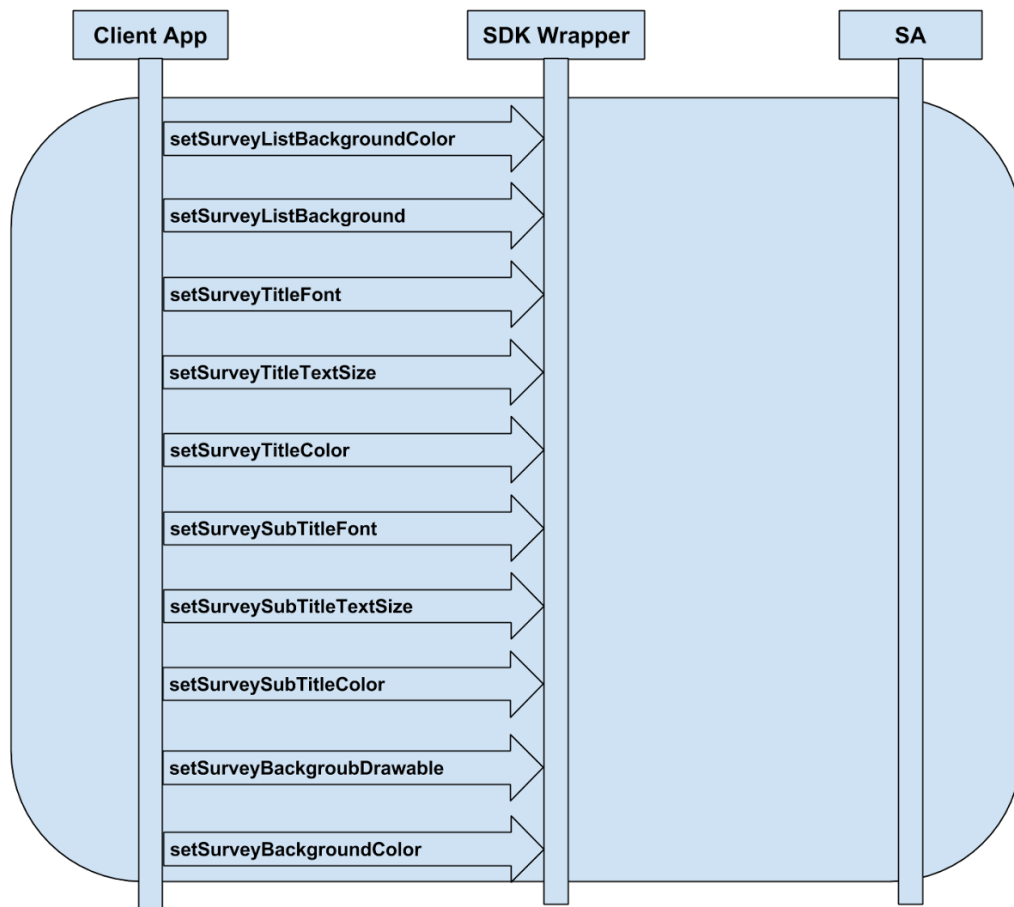 Client App
SDK Wrapper
SA
setSurveyListBackgroundColor
setSurveyListBackground
setSurveyTitleFont
setSurveyTitleTextSize
setSurveyTitleColor
setSurveySubTitleFont
setSurveySubTitleTextSize
setSurveySubTitleColor
setSurveyBackgroubDrawable
setSurveyBackgroundColor